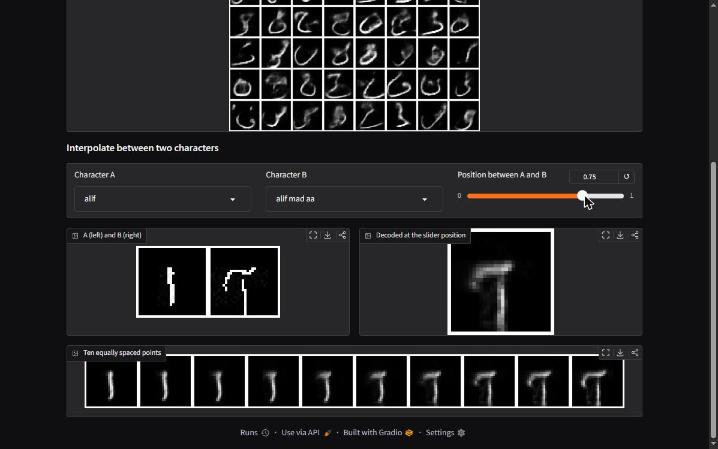 Interpolate between two characters
Character A
Character B
Position between A and B
0.75
↺
alif
alif mad aa
0
1
A (left) and B (right)
Decoded at the slider position
Ten equally spaced points
Runs · Use via API · Built with Gradio · Settings